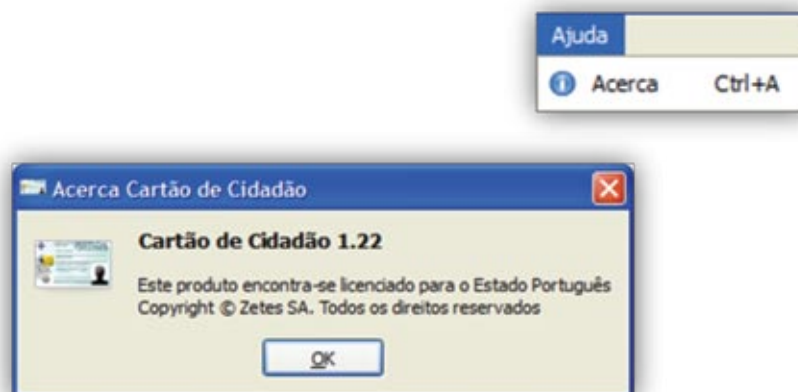 Ajuda
Acerca Ctrl+A
Acerca Cartão de Cidadão
Cartão de Cidadão 1.22
Este produto encontra-se licenciado para o Estado Português
Copyright © Zetes SA. Todos os direitos reservados
OK